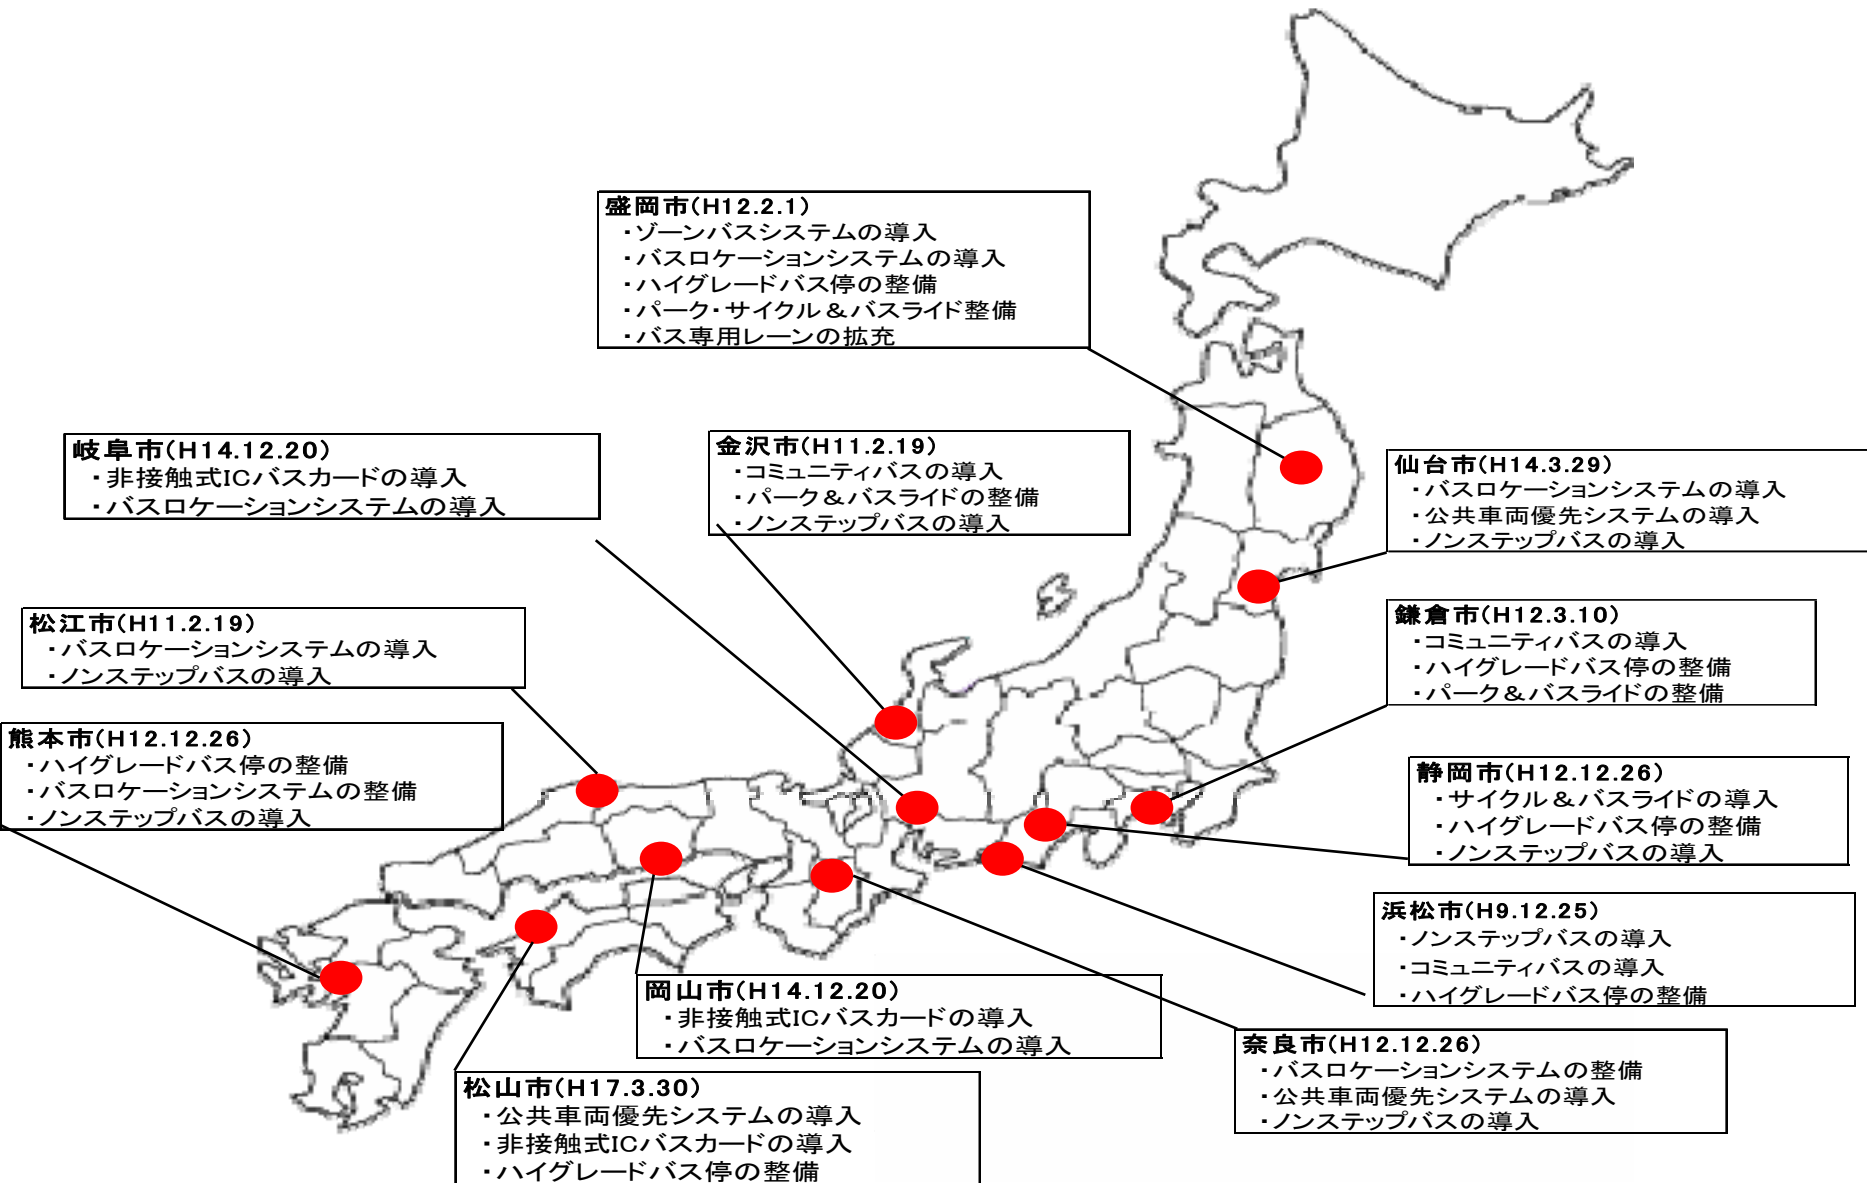 盛岡市(H12.2.1)
・ゾーンバスシステムの導入
・バスロケーションシステムの導入
・ハイグレードバス停の整備
・パーク・サイクル＆バスライド整備
・バス専用レーンの拡充
岐阜市(H14.12.20)
・非接触式ICバスカードの導入
・バスロケーションシステムの導入
金沢市(H11.2.19)
・コミュニティバスの導入
・パーク＆バスライドの整備
・ノンステップバスの導入
仙台市(H14.3.29)
・バスロケーションシステムの導入
・公共車両優先システムの導入
・ノンステップバスの導入
松江市(H11.2.19)
・バスロケーションシステムの導入
・ノンステップバスの導入
鎌倉市(H12.3.10)
・コミュニティバスの導入
・ハイグレードバス停の整備
・パーク＆バスライドの整備
熊本市(H12.12.26)
・ハイグレードバス停の整備
・バスロケーションシステムの整備
・ノンステップバスの導入
静岡市(H12.12.26)
・サイクル＆バスライドの導入
・ハイグレードバス停の整備
・ノンステップバスの導入
浜松市(H9.12.25)
・ノンステップバスの導入
・コミュニティバスの導入
・ハイグレードバス停の整備
岡山市(H14.12.20)
・非接触式ICバスカードの導入
・バスロケーションシステムの導入
奈良市(H12.12.26)
・バスロケーションシステムの整備
・公共車両優先システムの導入
・ノンステップバスの導入
松山市(H17.3.30)
・公共車両優先システムの導入
・非接触式ICバスカードの導入
・ハイグレードバス停の整備